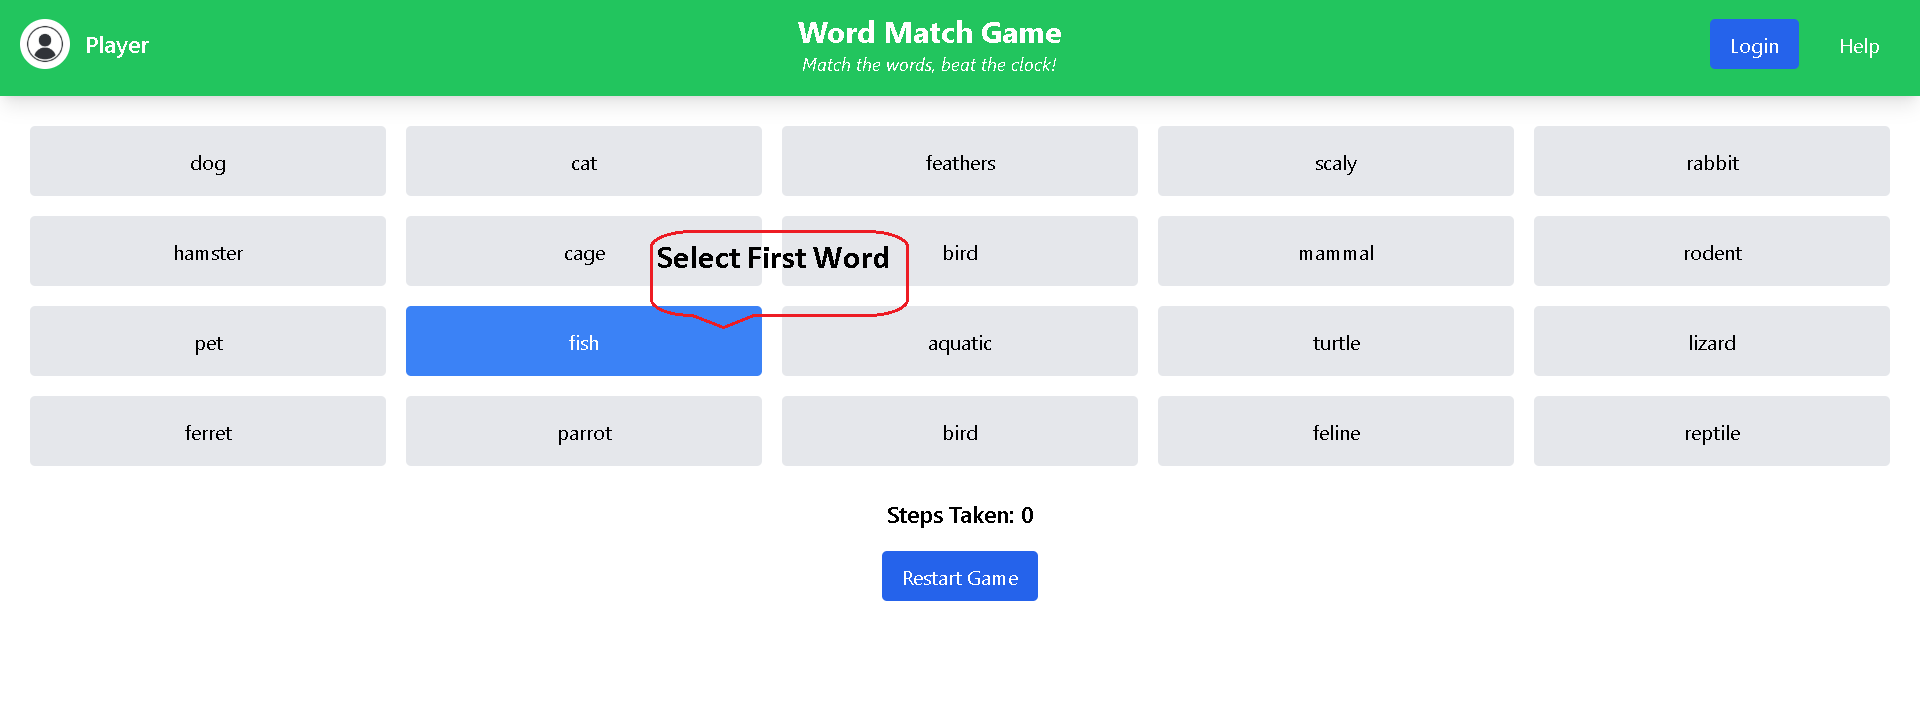 Player
Word Match Game
Match the words, beat the clock!
Login
Help
dog
cat
feathers
scaly
rabbit
hamster
cage
Select First Word
bird
mammal
rodent
pet
fish
aquatic
turtle
lizard
ferret
parrot
bird
feline
reptile
Steps Taken: 0
Restart Game